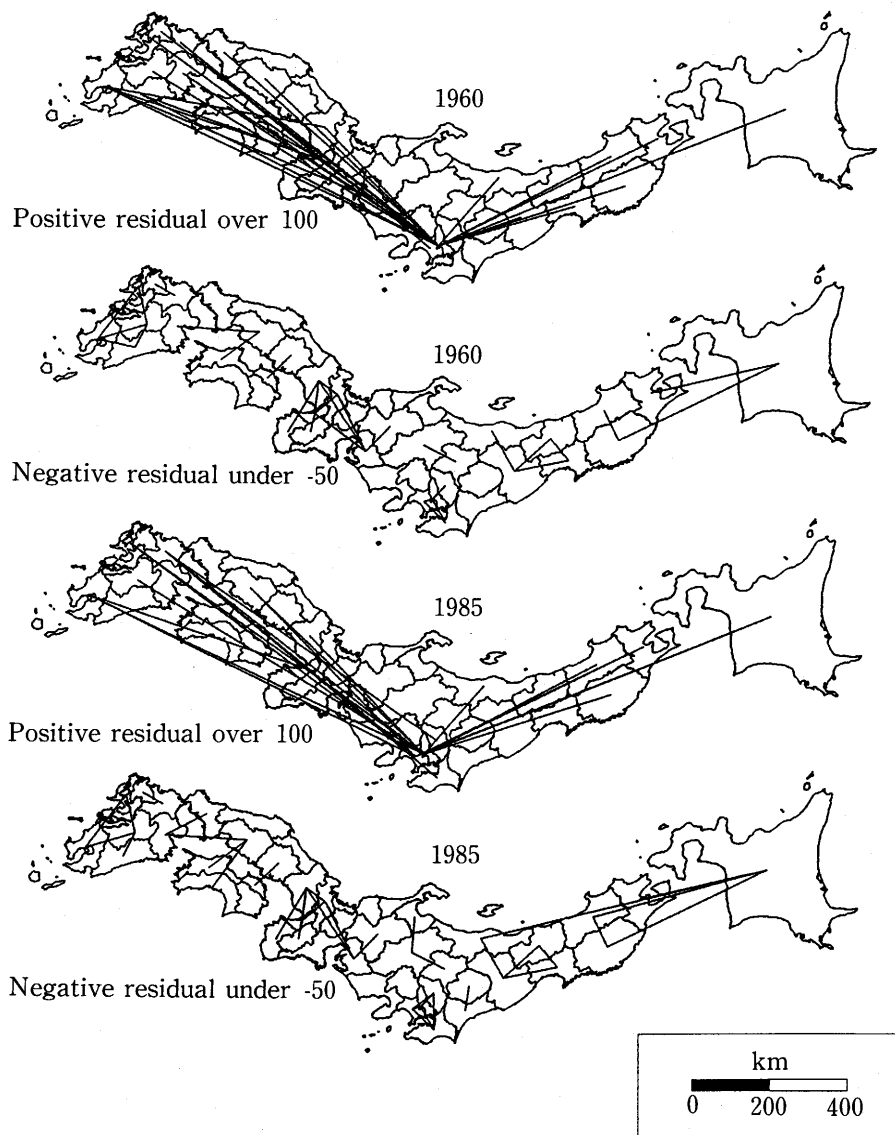 1960
Positive residual over 100
1960
Negative residual under -50
1985
Positive residual over 100
1985
Negative residual under -50
km
0 200 400